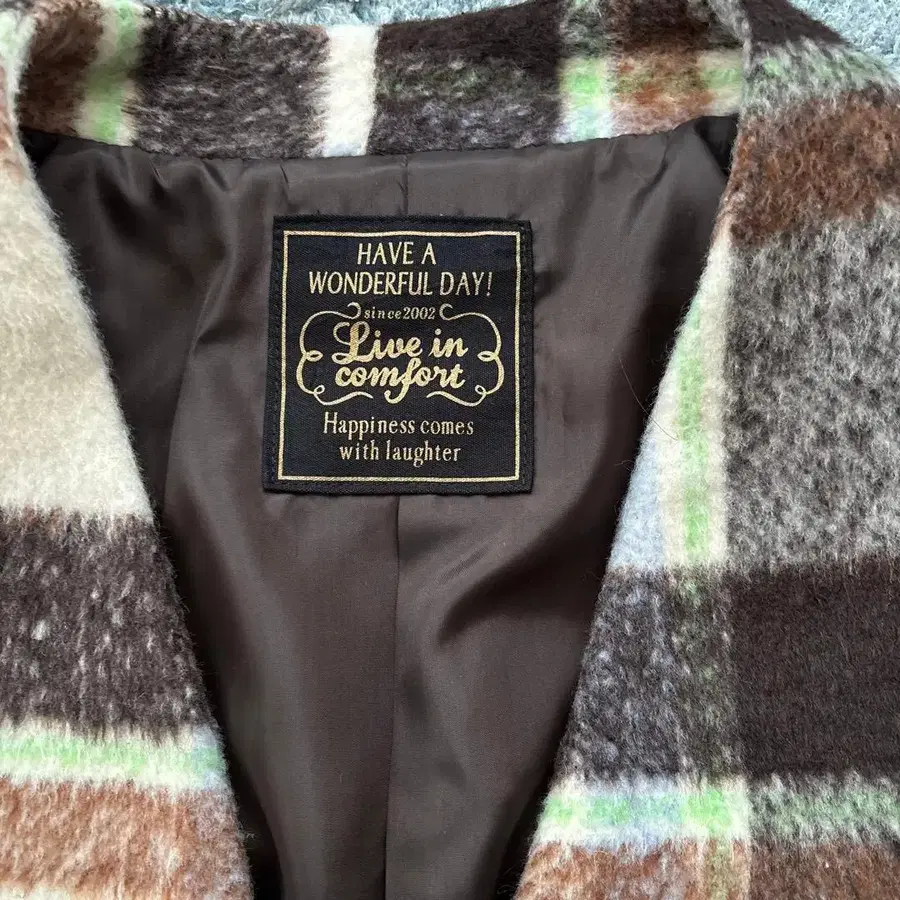 HAVE A
WONDERFUL DAY!
since2002
Live in
comfort
Happiness comes
with laughter